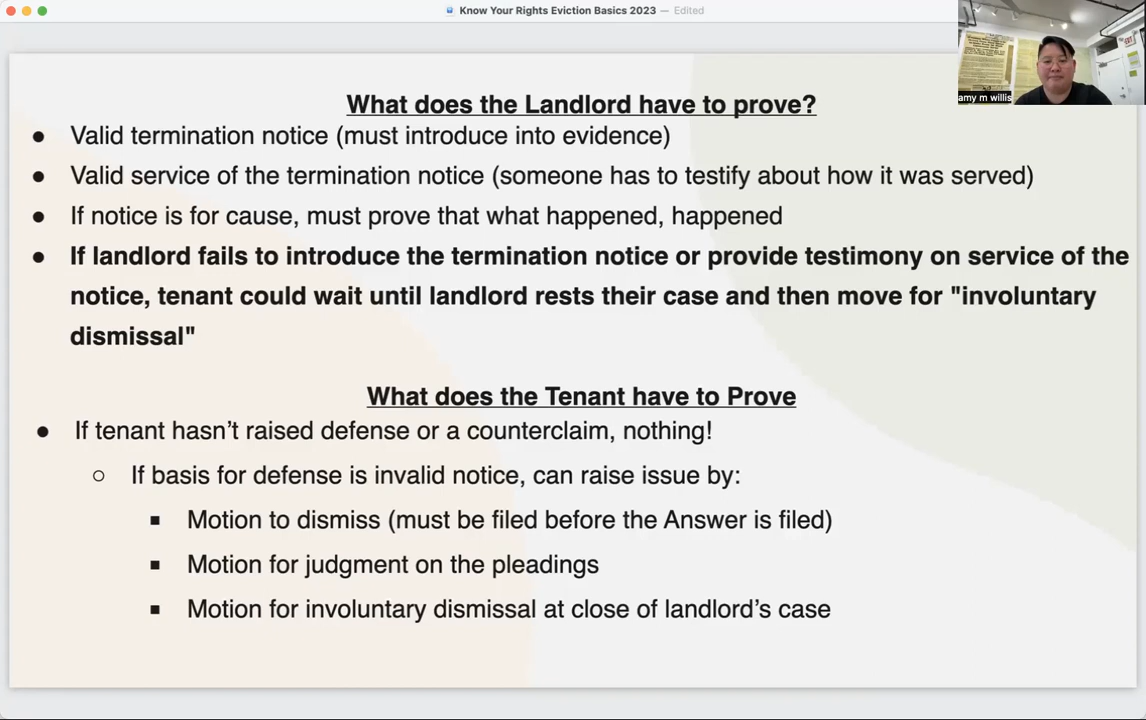 Know Your Rights Eviction Basics 2023 — Edited
amy m willis
What does the Landlord have to prove?
● Valid termination notice (must introduce into evidence)
● Valid service of the termination notice (someone has to testify about how it was served)
● If notice is for cause, must prove that what happened, happened
● If landlord fails to introduce the termination notice or provide testimony on service of the
notice, tenant could wait until landlord rests their case and then move for "involuntary
dismissal"
What does the Tenant have to Prove
● If tenant hasn’t raised defense or a counterclaim, nothing!
○ If basis for defense is invalid notice, can raise issue by:
■ Motion to dismiss (must be filed before the Answer is filed)
■ Motion for judgment on the pleadings
■ Motion for involuntary dismissal at close of landlord’s case